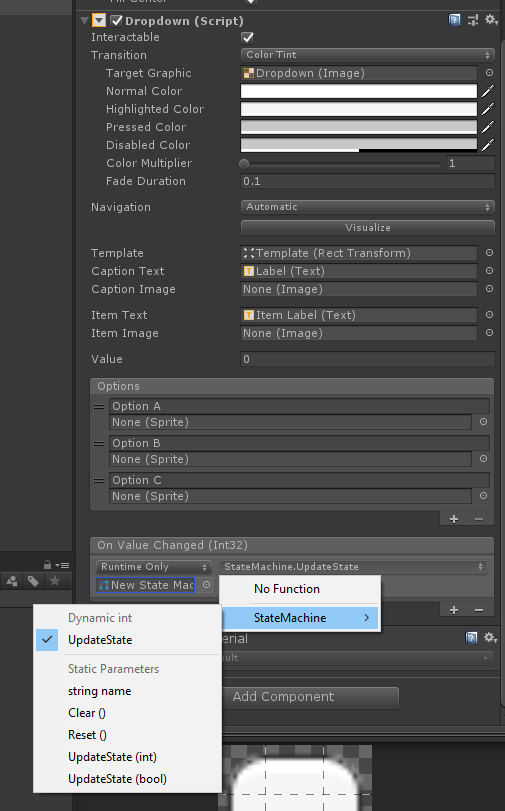 Dropdown (Script)
Interactable
Transition Color Tint
Target Graphic Dropdown (Image)
Normal Color
Highlighted Color
Pressed Color
Disabled Color
Color Multiplier 1
Fade Duration 0.1
Navigation Automatic
Visualize
Template Template (Rect Transform)
Caption Text Label (Text)
Caption Image None (Image)
Item Text Item Label (Text)
Item Image None (Image)
Value 0
Options
Option A
None (Sprite)
Option B
None (Sprite)
Option C
None (Sprite)
On Value Changed (Int32)
Runtime Only StateMachine.UpdateState
New State Mac
No Function
StateMachine
Dynamic int
UpdateState
Static Parameters
string name
Clear ()
Reset ()
UpdateState (int)
UpdateState (bool)
Add Component